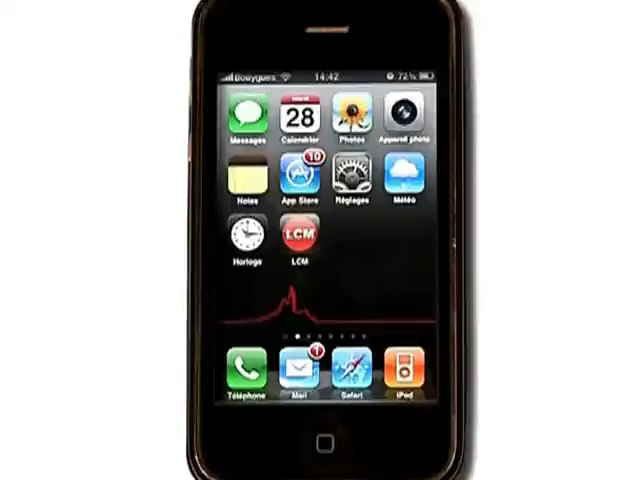 Bouygues 14:42 72 %
28
Messages Calendrier Photos Appareil photo
10
Notes App Store Réglages Météo
LCM
Horloge LCM
1
Téléphone Mail Safari iPod